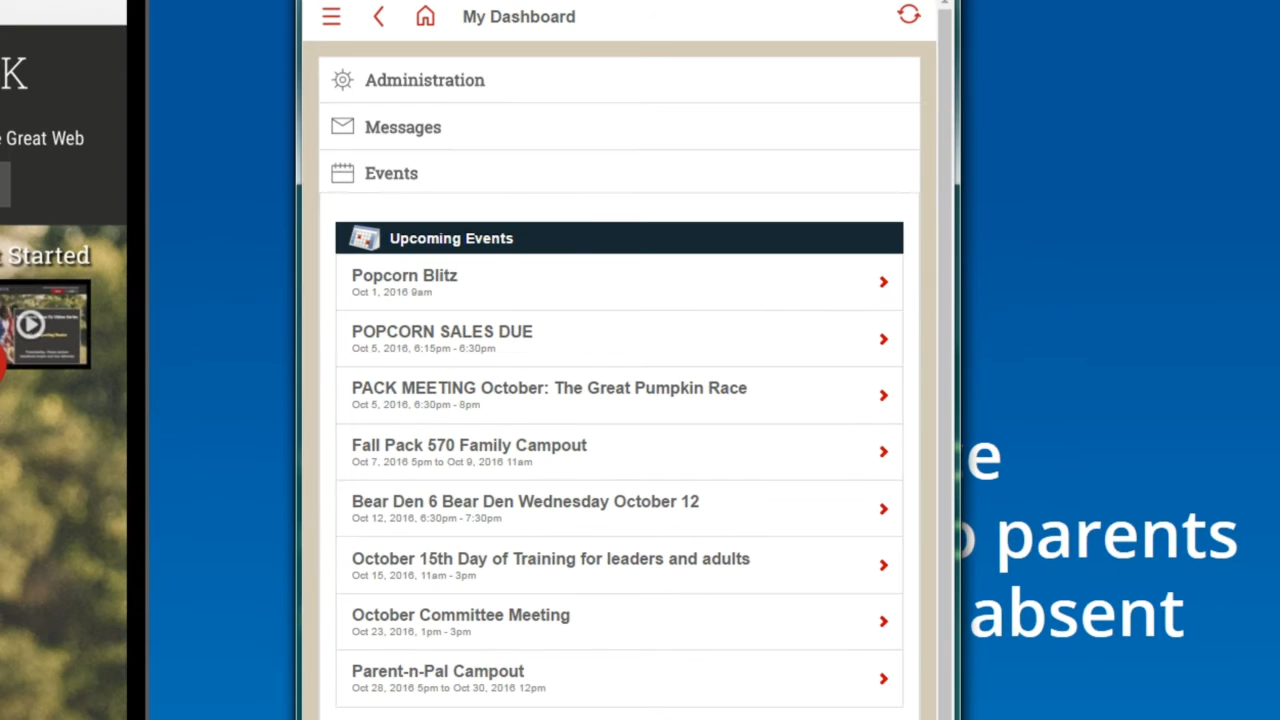 My Dashboard
K
Administration
Great Web
Messages
Events
Started
Upcoming Events
Popcorn Blitz
Oct 1, 2016 9am
POPCORN SALES DUE
Oct 5, 2016, 6:15pm - 6:30pm
PACK MEETING October: The Great Pumpkin Race
Oct 5, 2016, 6:30pm - 8pm
Fall Pack 570 Family Campout
Oct 7, 2016 5pm to Oct 9, 2016 11am
Bear Den 6 Bear Den Wednesday October 12
Oct 12, 2016, 6:30pm - 7:30pm
October 15th Day of Training for leaders and adults
Oct 15, 2016, 11am - 3pm
October Committee Meeting
Oct 23, 2016, 1pm - 3pm
Parent-n-Pal Campout
Oct 28, 2016 5pm to Oct 30, 2016 12pm
e
parents
absent